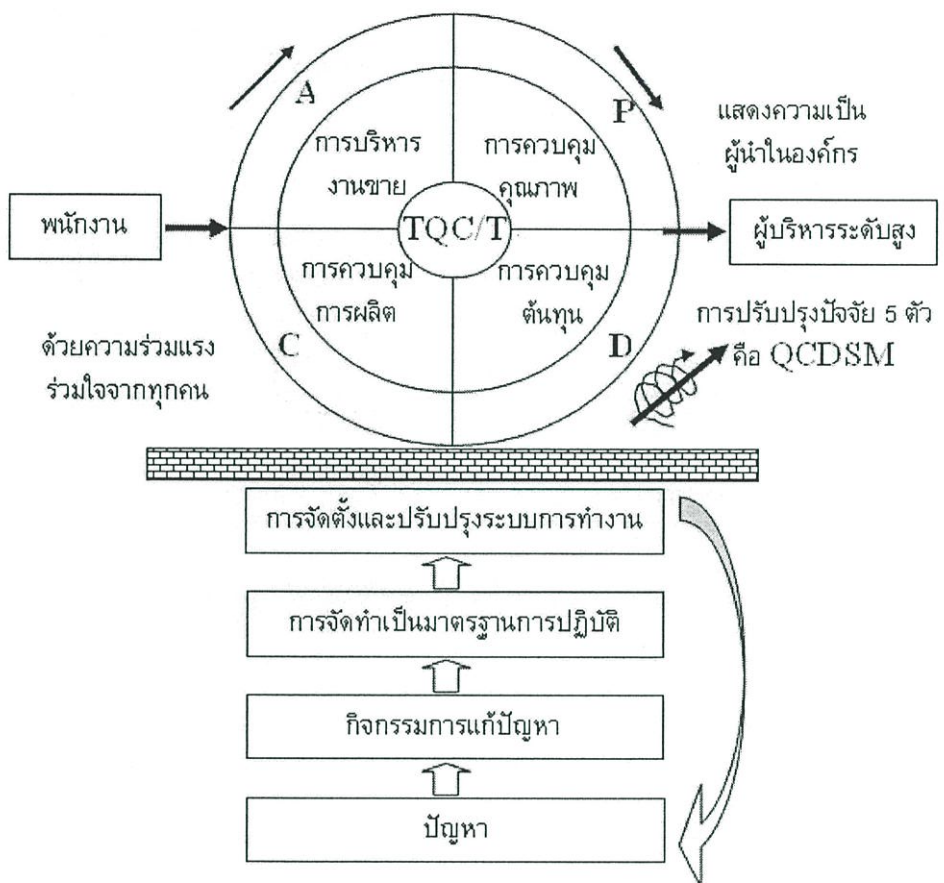 A
P
การบริหาร
งานขาย
การควบคุม
คุณภาพ
แสดงความเป็น
ผู้นำในองค์กร
พนักงาน
TQC/T
ผู้บริหารระดับสูง
การควบคุม
การผลิต
การควบคุม
ต้นทุน
C
D
ด้วยความร่วมแรง
ร่วมใจจากทุกคน
การปรับปรุงปัจจัย 5 ตัว
คือ QCDSM
การจัดตั้งและปรับปรุงระบบการทำงาน
การจัดทำเป็นมาตรฐานการปฏิบัติ
กิจกรรมการแก้ปัญหา
ปัญหา